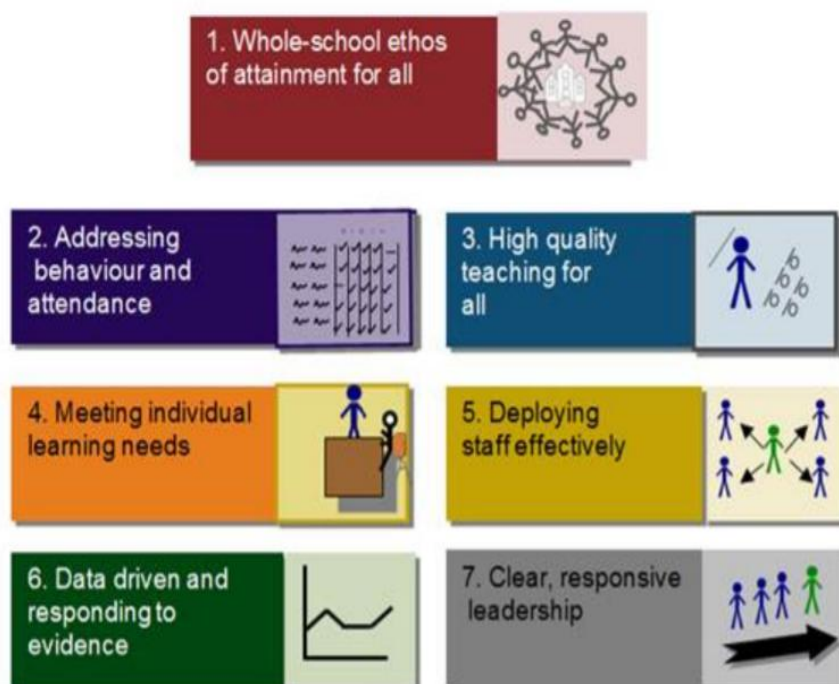 1. Whole-school ethos
of attainment for all
2. Addressing
behaviour and
attendance
3. High quality
teaching for
all
4. Meeting individual
learning needs
5. Deploying
staff effectively
6. Data driven and
responding to
evidence
7. Clear, responsive
leadership